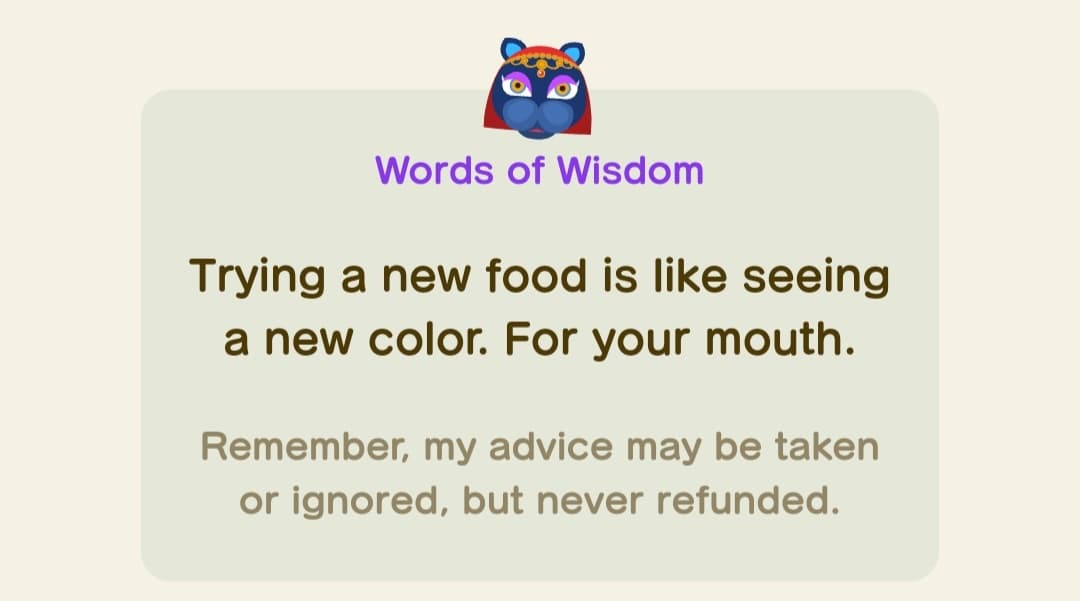 Words of Wisdom
Trying a new food is like seeing
a new color. For your mouth.
Remember, my advice may be taken
or ignored, but never refunded.